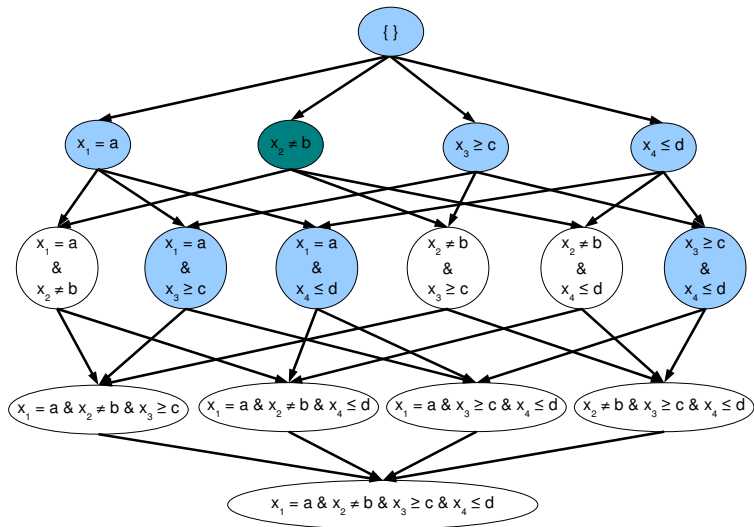 { }
x₁ = a
x₂ ≠ b
x₃ ≥ c
x₄ ≤ d
x₁ = a
&
x₂ ≠ b
x₁ = a
&
x₃ ≥ c
x₁ = a
&
x₄ ≤ d
x₂ ≠ b
&
x₃ ≥ c
x₂ ≠ b
&
x₄ ≤ d
x₃ ≥ c
&
x₄ ≤ d
x₁ = a & x₂ ≠ b & x₃ ≥ c
x₁ = a & x₂ ≠ b & x₄ ≤ d
x₁ = a & x₃ ≥ c & x₄ ≤ d
x₂ ≠ b & x₃ ≥ c & x₄ ≤ d
x₁ = a & x₂ ≠ b & x₃ ≥ c & x₄ ≤ d